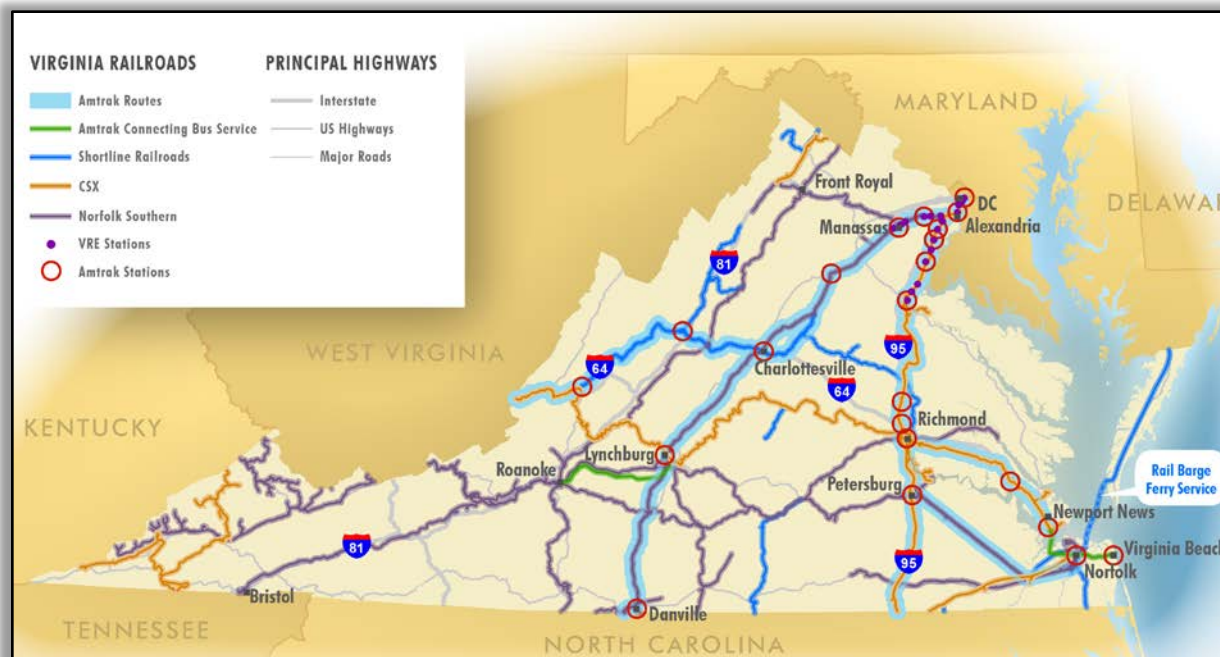 VIRGINIA RAILROADS
Amtrak Routes
Amtrak Connecting Bus Service
Shortline Railroads
CSX
Norfolk Southern
VRE Stations
Amtrak Stations
PRINCIPAL HIGHWAYS
Interstate
US Highways
Major Roads
MARYLAND
Front Royal
DC
DELAWAR
Manassas
Alexandria
81
WEST VIRGINIA
64
95
Charlottesville
64
KENTUCKY
Richmond
Lynchburg
Roanoke
Rail Barge
Ferry Service
Petersburg
Newport News
81
95
Virginia Beach
Norfolk
Bristol
Danville
TENNESSEE
NORTH CAROLINA